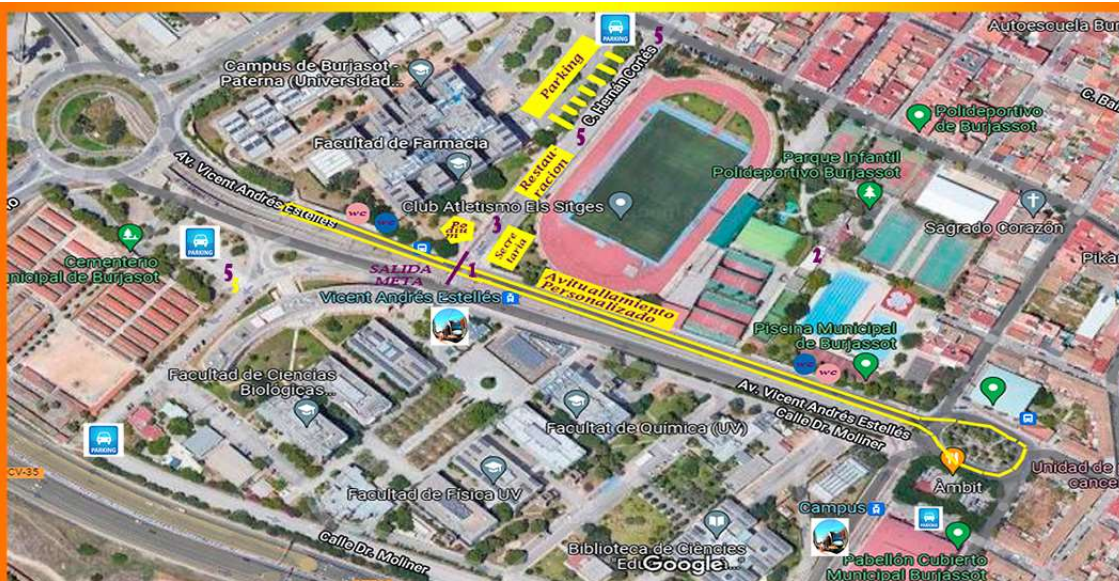 Autoescuela Bur
PARKING
5
Campus de Burjasot -
Paterna (Universidad...
Parking
C. Hernán Cortés
Polideportivo
de Burjassot
5
Facultad de Farmacia
Restau-
racion
Parque Infantil
Polideportivo Burjassot
Av. Vicent Andrés Estellés
wc
wc
Club Atletismo Els Sitges
Po
dium
3
Secre
taria
Sagrado Corazón
PARKING
Cementerio
nicipal de Burjasot
5
SALIDA
META
1
2
Avituallamiento
Personalizado
Vicent Andrés Estellés
Piscina Municipal
de Burjassot
wc
wc
Facultad de Ciencias
Biológicas...
Av. Vicent Andrés Estellés
Calle Dr. Moliner
Facultat de Química (UV)
PARKING
CV-35
Facultad de Física UV
Àmbit
Unidad de
cance
Campus
PARKING
Calle Dr. Moliner
Biblioteca de Ciències
Google
Pabellón Cubierto
Municipal Burjassot